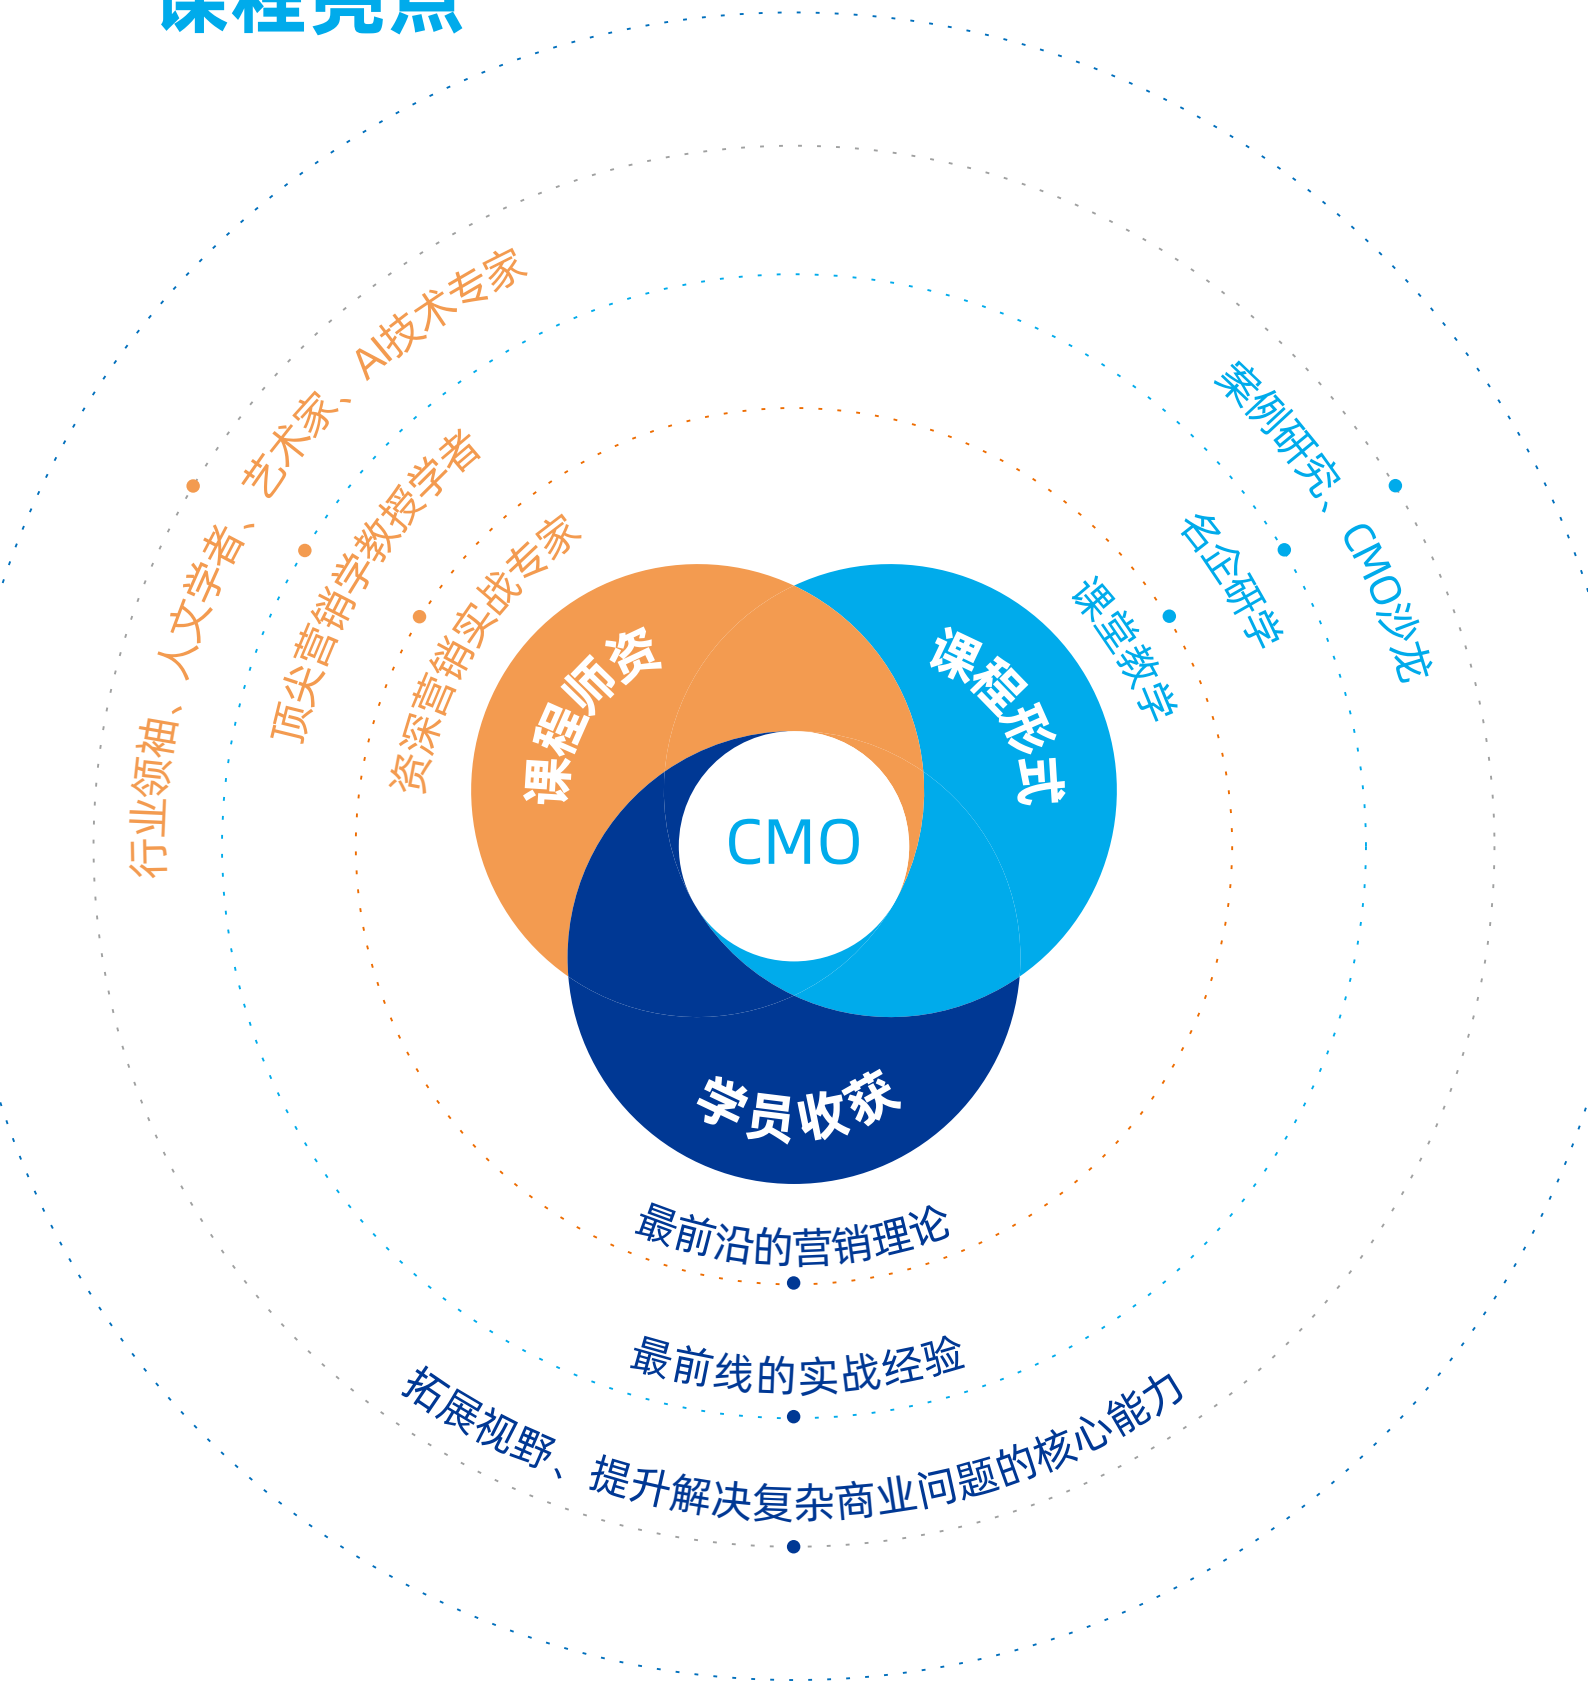 课程亮点
行业领袖、人文学者、艺术家、AI技术专家
顶尖营销学教授学者
资深营销实战专家
课程师资
案例研究、CMO沙龙
名企研学
课堂教学
课程形式
CMO
学员收获
最前沿的营销理论
最前线的实战经验
拓展视野、提升解决复杂商业问题的核心能力